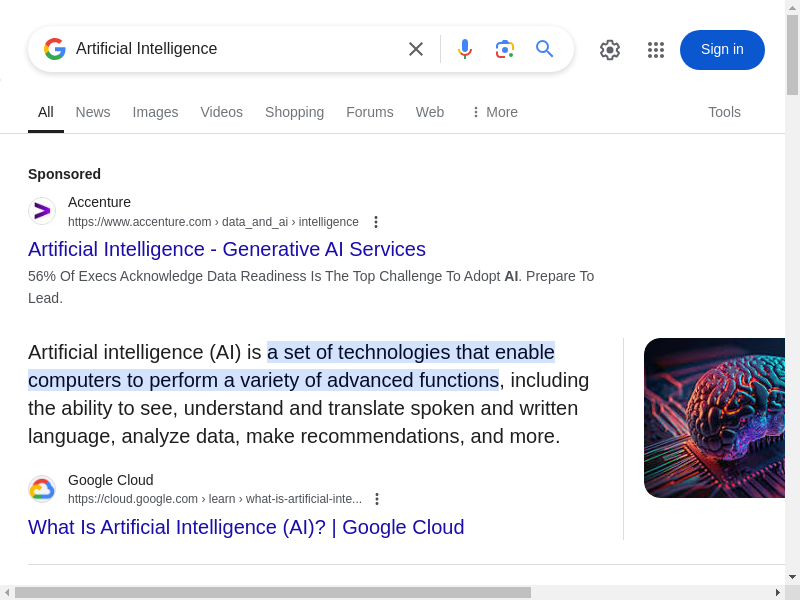 Artificial Intelligence
Sign in
All News Images Videos Shopping Forums Web More Tools
Sponsored
Accenture
https://www.accenture.com › data_and_ai › intelligence
Artificial Intelligence - Generative AI Services
56% Of Execs Acknowledge Data Readiness Is The Top Challenge To Adopt AI. Prepare To
Lead.
Artificial intelligence (AI) is a set of technologies that enable
computers to perform a variety of advanced functions, including
the ability to see, understand and translate spoken and written
language, analyze data, make recommendations, and more.
Google Cloud
https://cloud.google.com › learn › what-is-artificial-inte...
What Is Artificial Intelligence (AI)? | Google Cloud